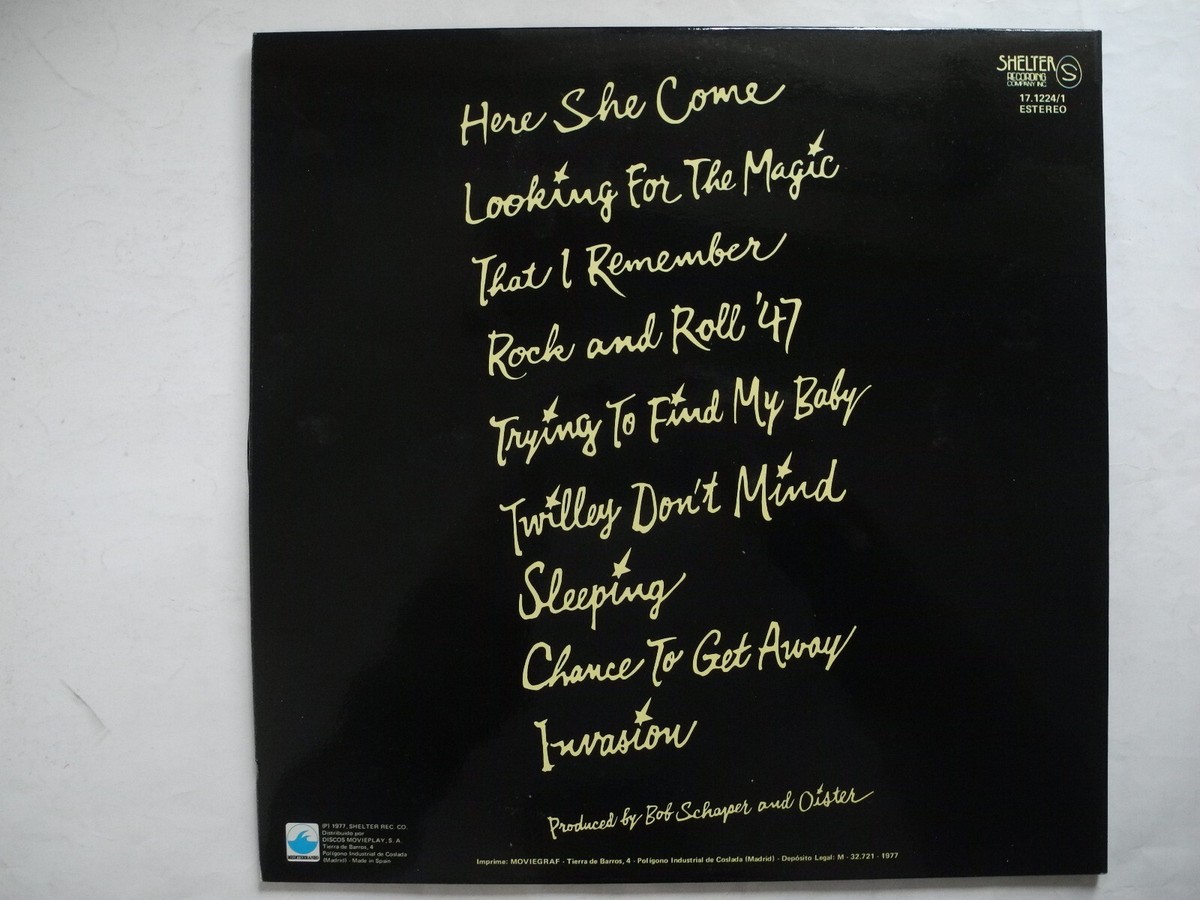 SHELTER
RECORDING
COMPANY, INC
S
17.1224/1
ESTEREO
Here She Come
Looking For The Magic
That I Remember
Rock and Roll '47
Trying To Find My Baby
Twilley Don't Mind
Sleeping
Chance To Get Away
Invasion
Produced by Bob Schaper and Oister
(P) 1977, SHELTER REC. CO.
Distribuido por
DISCOS MOVIEPLAY, S. A.
Tierra de Barros, 4
Polígono Industrial de Coslada
(Madrid) - Made in Spain
Imprime: MOVIEGRAF - Tierra de Barros, 4 - Polígono Industrial de Coslada (Madrid) - Depósito Legal: M - 32.721 - 1977